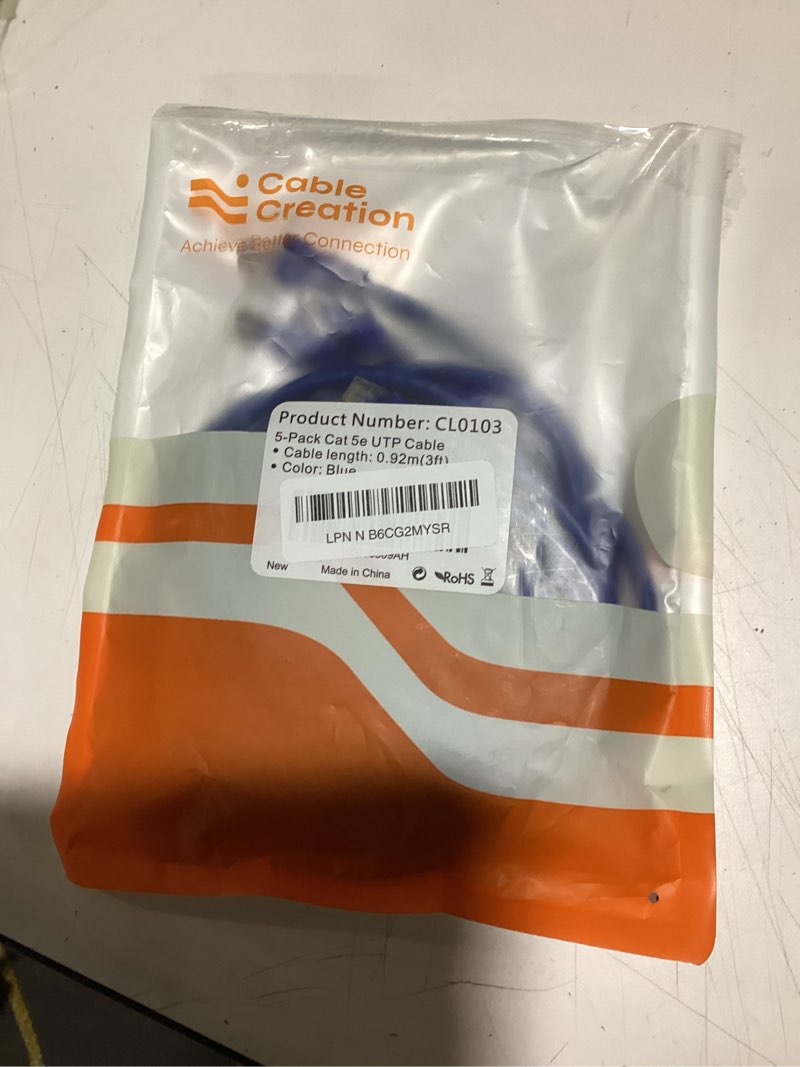 Cable
Creation
Achieve Better Connection
Product Number: CL0103
5-Pack Cat 5e UTP Cable
• Cable length: 0.92m(3ft)
• Color: Blue
LPN N B6CG2MYSR
New
Made in China
RoHS